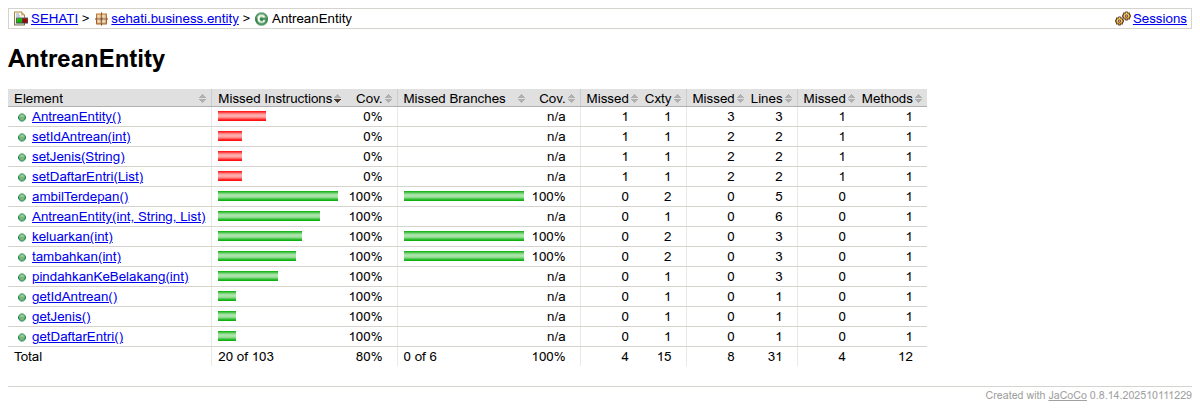 SEHATI > sehati.business.entity > AntreanEntity Sessions
AntreanEntity
Element Missed Instructions Cov. Missed Branches Cov. Missed Cxty Missed Lines Missed Methods
AntreanEntity() 0% n/a 1 1 3 3 1 1
setIdAntrean(int) 0% n/a 1 1 2 2 1 1
setJenis(String) 0% n/a 1 1 2 2 1 1
setDaftarEntri(List) 0% n/a 1 1 2 2 1 1
ambilTerdepan() 100% 100% 0 2 0 5 0 1
AntreanEntity(int, String, List) 100% n/a 0 1 0 6 0 1
keluarkan(int) 100% 100% 0 2 0 3 0 1
tambahkan(int) 100% 100% 0 2 0 3 0 1
pindahkanKeBelakang(int) 100% n/a 0 1 0 3 0 1
getIdAntrean() 100% n/a 0 1 0 1 0 1
getJenis() 100% n/a 0 1 0 1 0 1
getDaftarEntri() 100% n/a 0 1 0 1 0 1
Total 20 of 103 80% 0 of 6 100% 4 15 8 31 4 12
Created with JaCoCo 0.8.14.202510111229